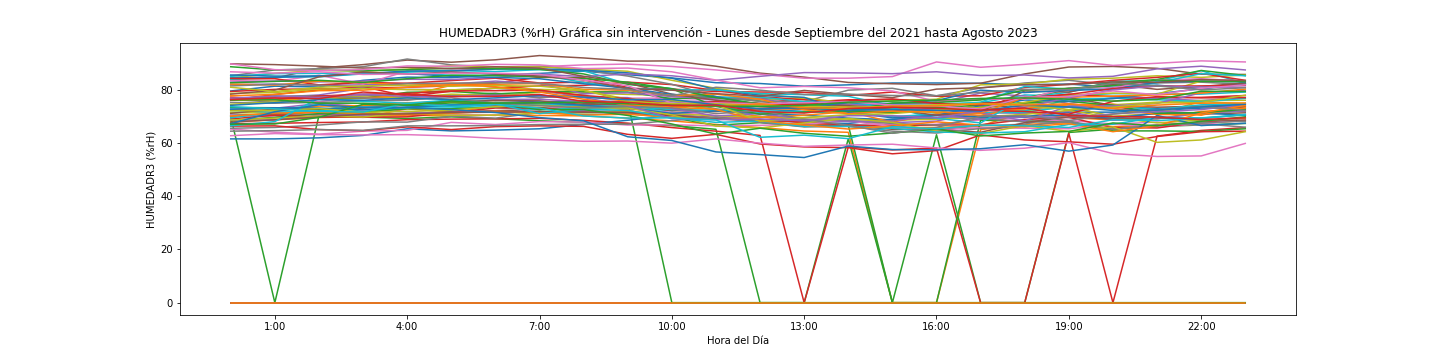 HUMEDADR3 (%rH) Gráfica sin intervención - Lunes desde Septiembre del 2021 hasta Agosto 2023
HUMEDADR3 (%rH)
80
60
40
20
0
1:00 4:00 7:00 10:00 13:00 16:00 19:00 22:00
Hora del Día